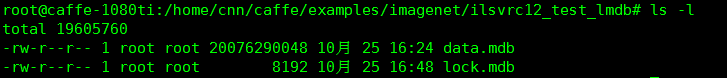 root@caffe-1080ti:/home/cnn/caffe/examples/imagenet/ilsvrc12_test_lmdb# ls -l
total 19605760
-rw-r--r-- 1 root root 20076290048 10月 25 16:24 data.mdb
-rw-r--r-- 1 root root        8192 10月 25 16:48 lock.mdb